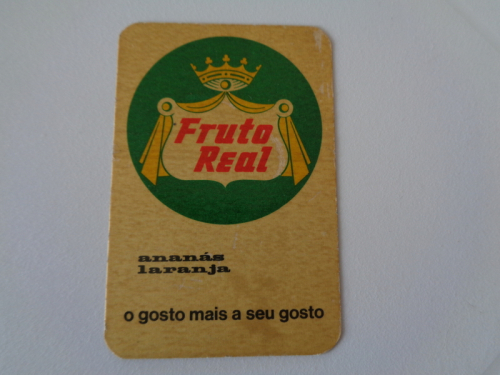 Fruto
Real
ananás
laranja
o gosto mais a seu gosto